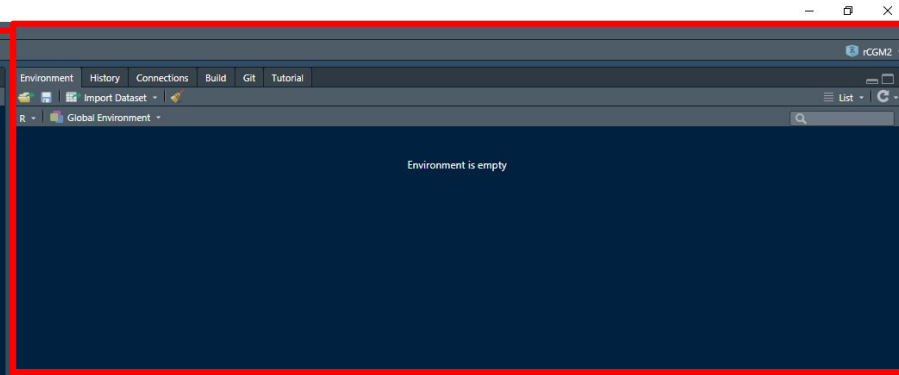 rCGM2
Environment History Connections Build Git Tutorial
Import Dataset List
R Global Environment
Environment is empty